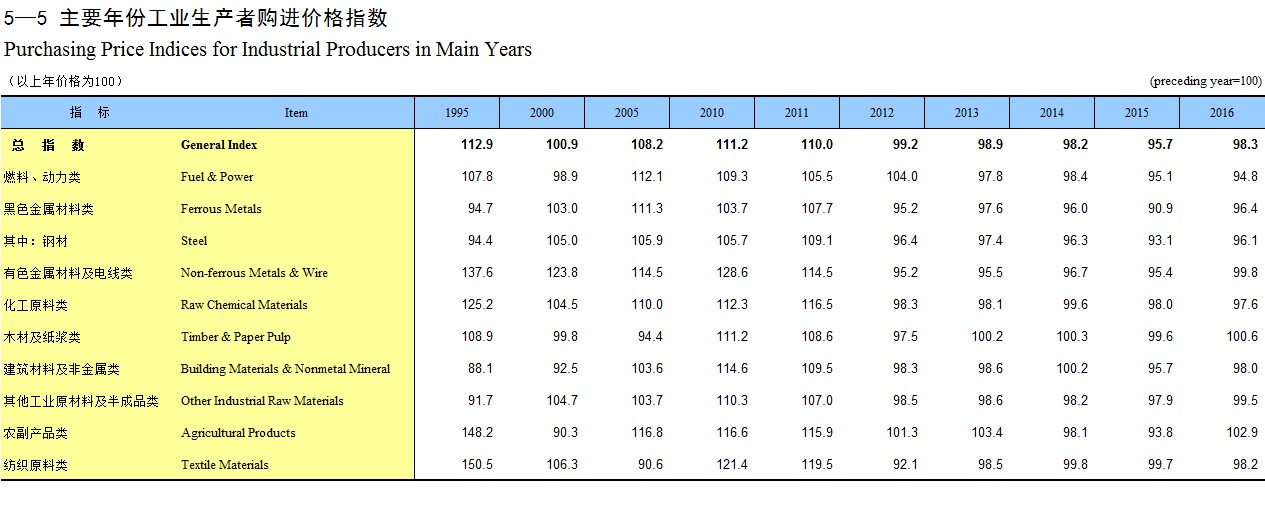 5—5 主要年份工业生产者购进价格指数
Purchasing Price Indices for Industrial Producers in Main Years
（以上年价格为100） (preceding year=100)
指 标 Item 1995 2000 2005 2010 2011 2012 2013 2014 2015 2016
总 指 数 General Index 112.9 100.9 108.2 111.2 110.0 99.2 98.9 98.2 95.7 98.3
燃料、动力类 Fuel & Power 107.8 98.9 112.1 109.3 105.5 104.0 97.8 98.4 95.1 94.8
黑色金属材料类 Ferrous Metals 94.7 103.0 111.3 103.7 107.7 95.2 97.6 96.0 90.9 96.4
其中：钢材 Steel 94.4 105.0 105.9 105.7 109.1 96.4 97.4 96.3 93.1 96.1
有色金属材料及电线类 Non-ferrous Metals & Wire 137.6 123.8 114.5 128.6 114.5 95.2 95.5 96.7 95.4 99.8
化工原料类 Raw Chemical Materials 125.2 104.5 110.0 112.3 116.5 98.3 98.1 99.6 98.0 97.6
木材及纸浆类 Timber & Paper Pulp 108.9 99.8 94.4 111.2 108.6 97.5 100.2 100.3 99.6 100.6
建筑材料及非金属类 Building Materials & Nonmetal Mineral 88.1 92.5 103.6 114.6 109.5 98.3 98.6 100.2 95.7 98.0
其他工业原材料及半成品类 Other Industrial Raw Materials 91.7 104.7 103.7 110.3 107.0 98.5 98.6 98.2 97.9 99.5
农副产品类 Agricultural Products 148.2 90.3 116.8 116.6 115.9 101.3 103.4 98.1 93.8 102.9
纺织原料类 Textile Materials 150.5 106.3 90.6 121.4 119.5 92.1 98.5 99.8 99.7 98.2